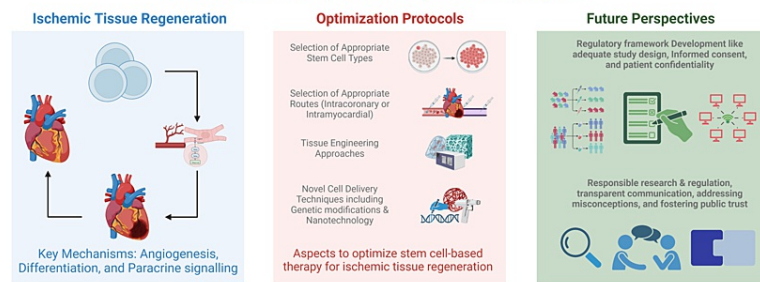 Ischemic Tissue Regeneration
Key Mechanisms: Angiogenesis,
Differentiation, and Paracrine signalling
Optimization Protocols
Selection of Appropriate
Stem Cell Types
Selection of Appropriate
Routes (Intracoronary or
Intramyocardial)
Tissue Engineering
Approaches
Novel Cell Delivery
Techniques including
Genetic modifications &
Nanotechnology
Aspects to optimize stem cell-based
therapy for ischemic tissue regeneration
Future Perspectives
Regulatory framework Development like
adequate study design, Informed consent,
and patient confidentiality
Responsible research & regulation,
transparent communication, addressing
misconceptions, and fostering public trust